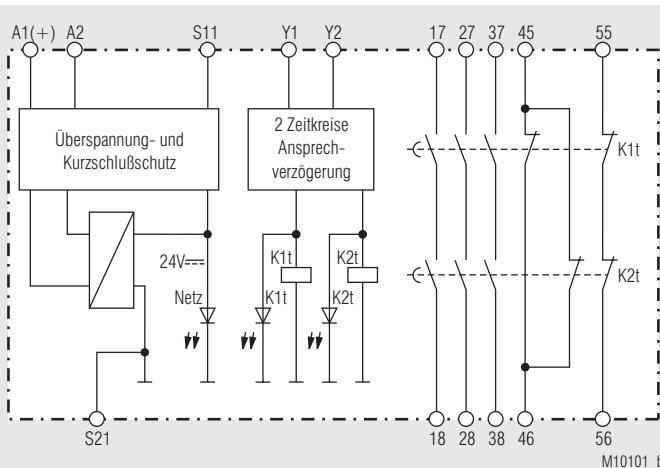 A1(+) A2 S11 Y1 Y2 17 27 37 45 55
Überspannung- und
Kurzschlußschutz
2 Zeitkreise
Ansprech-
verzögerung
K1t
24V
K1t
K2t
K2t
Netz
K1t
K2t
S21
18 28 38 46 56
M10101_b